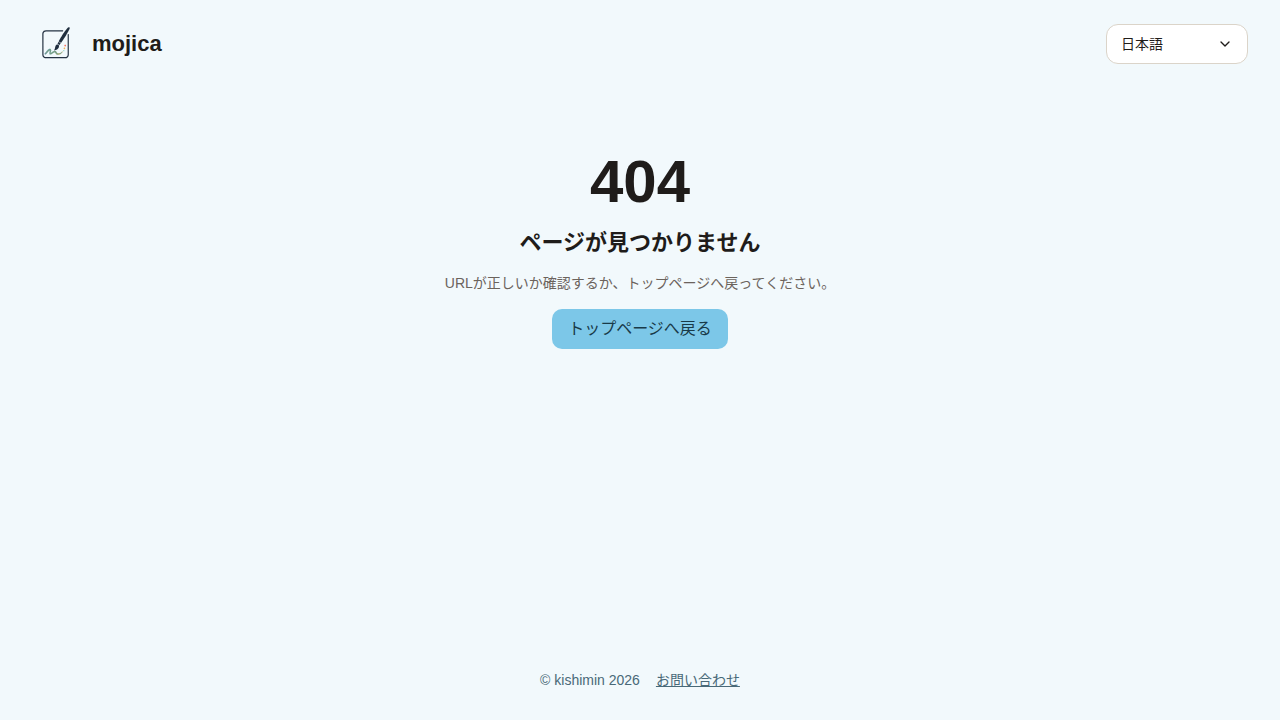 mojica
日本語
404
ページが見つかりません
URLが正しいか確認するか、トップページへ戻ってください。
トップページへ戻る
© kishimin 2026 お問い合わせ